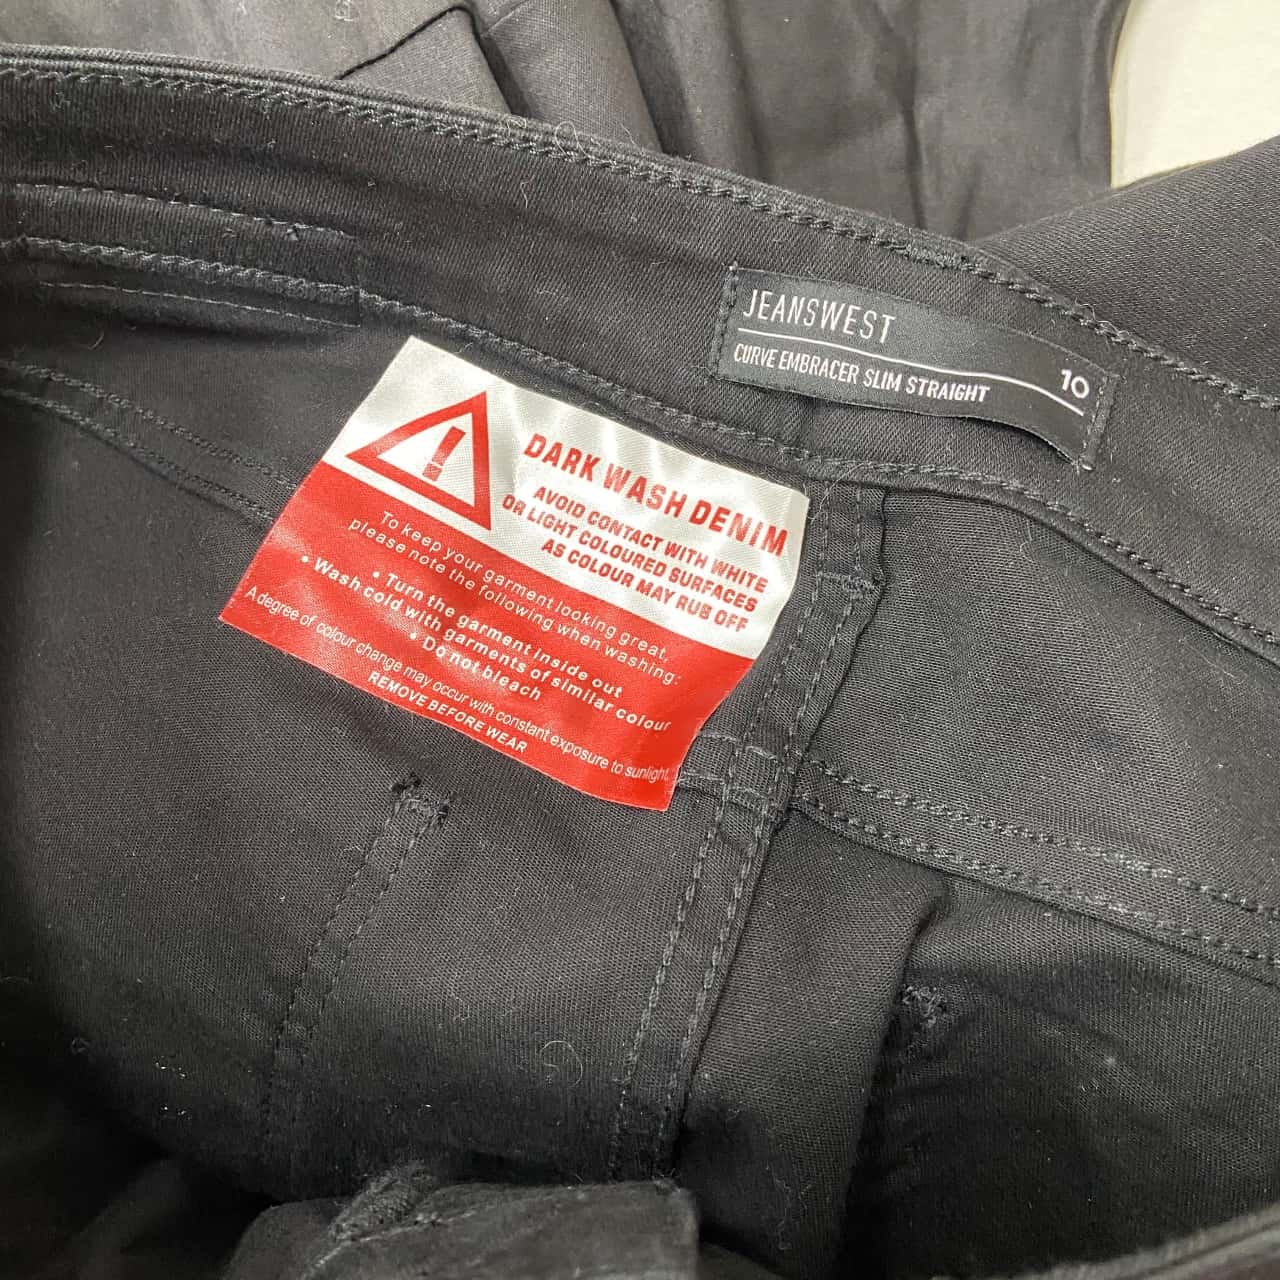 JEANSWEST
CURVE EMBRACER SLIM STRAIGHT
10
!
DARK WASH DENIM
AVOID CONTACT WITH WHITE
OR LIGHT COLOURED SURFACES
AS COLOUR MAY RUB OFF
To keep your garment looking great,
please note the following when washing:
• Turn the garment inside out
• Wash cold with garments of similar colour
• Do not bleach
A degree of colour change may occur with constant exposure to sunlight.
REMOVE BEFORE WEAR